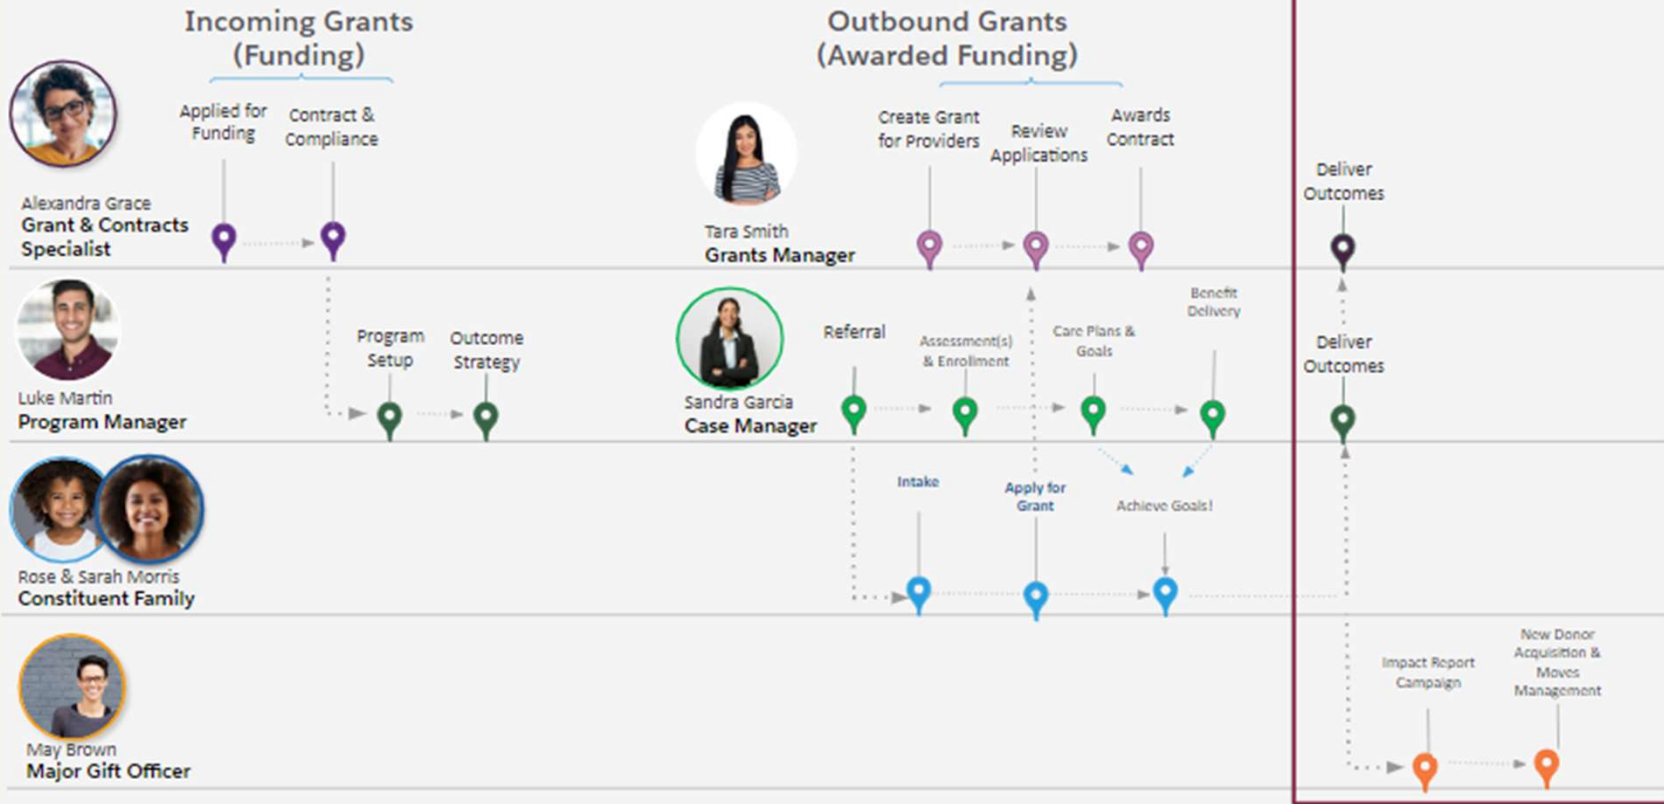 Incoming Grants
(Funding)
Applied for
Funding
Contract &
Compliance
Alexandra Grace
Grant & Contracts
Specialist
Outbound Grants
(Awarded Funding)
Create Grant
for Providers
Review
Applications
Awards
Contract
Tara Smith
Grants Manager
Deliver
Outcomes
Luke Martin
Program Manager
Program
Setup
Outcome
Strategy
Sandra Garcia
Case Manager
Referral
Assessment(s)
& Enrollment
Care Plans &
Goals
Benefit
Delivery
Deliver
Outcomes
Rose & Sarah Morris
Constituent Family
Intake
Apply for
Grant
Achieve Goals!
May Brown
Major Gift Officer
Impact Report
Campaign
New Donor
Acquisition &
Moves
Management